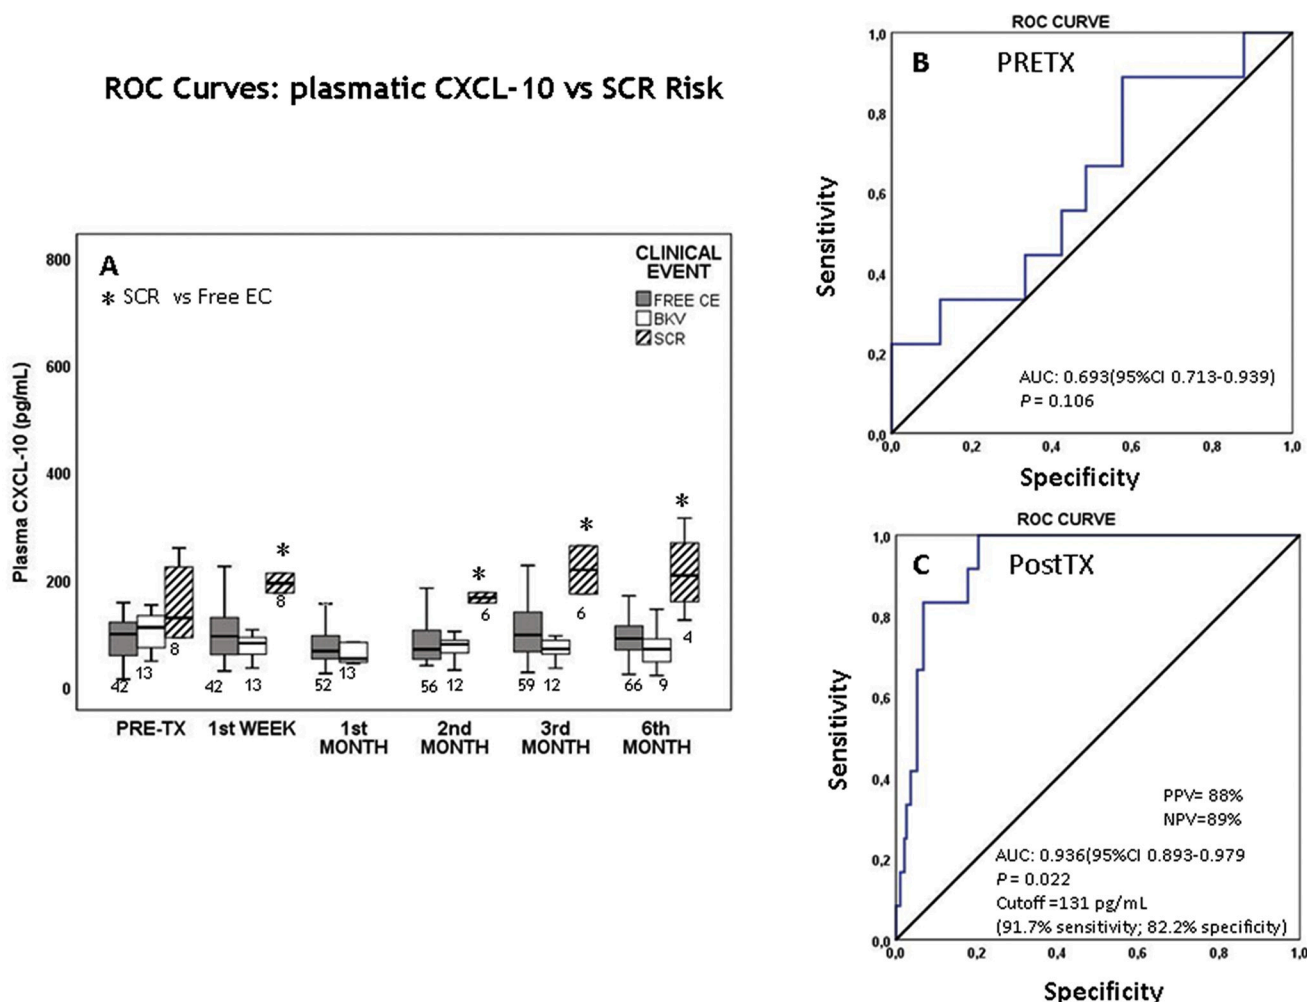 ROC Curves: plasmatic CXCL-10 vs SCR Risk
A
* SCR vs Free EC
CLINICAL
EVENT
FREE CE
BKV
SCR
Plasma CXCL-10 (pg/mL)
800
600
400
200
0
* * * *
42 13 8
42 13 8
52 13
56 12 6
59 12 6
66 9 4
PRE-TX 1st WEEK 1st MONTH 2nd MONTH 3rd MONTH 6th MONTH
ROC CURVE
B PRETX
Sensitivity
1,0
0,8
0,6
0,4
0,2
0,0
AUC: 0.693(95%CI 0.713-0.939)
P = 0.106
0,0 0,2 0,4 0,6 0,8 1,0
Specificity
ROC CURVE
C PostTX
Sensitivity
1,0
0,8
0,6
0,4
0,2
0,0
PPV= 88%
NPV=89%
AUC: 0.936(95%CI 0.893-0.979
P = 0.022
Cutoff =131 pg/mL
(91.7% sensitivity; 82.2% specificity)
0,0 0,2 0,4 0,6 0,8 1,0
Specificity